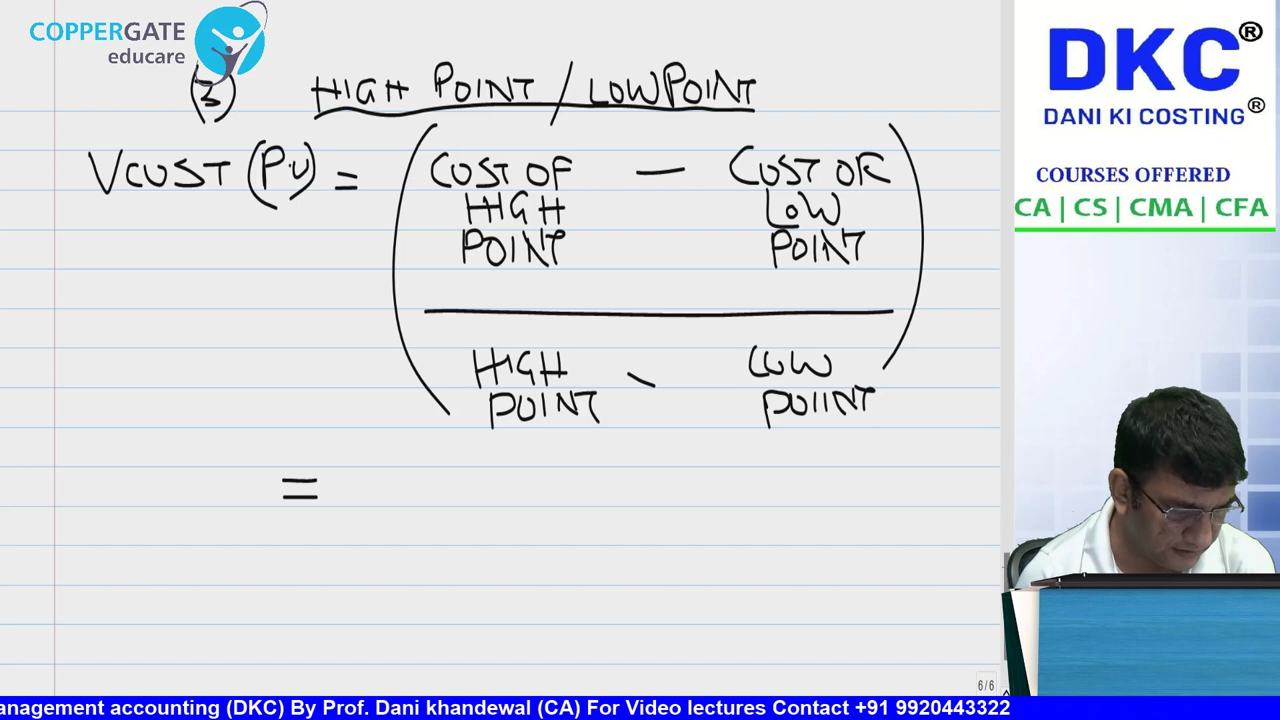 COPPERGATE
educare
(3) HIGH POINT / LOWPOINT
VCOST (P.U) = COST OF - COST OF
HIGH LOW
POINT POINT
HIGH - LOW
POINT POIINT
=
DKC®
DANI KI COSTING®
COURSES OFFERED
CA | CS | CMA | CFA
6/6
anagement accounting (DKC) By Prof. Dani khandewal (CA) For Video lectures Contact +91 9920443322